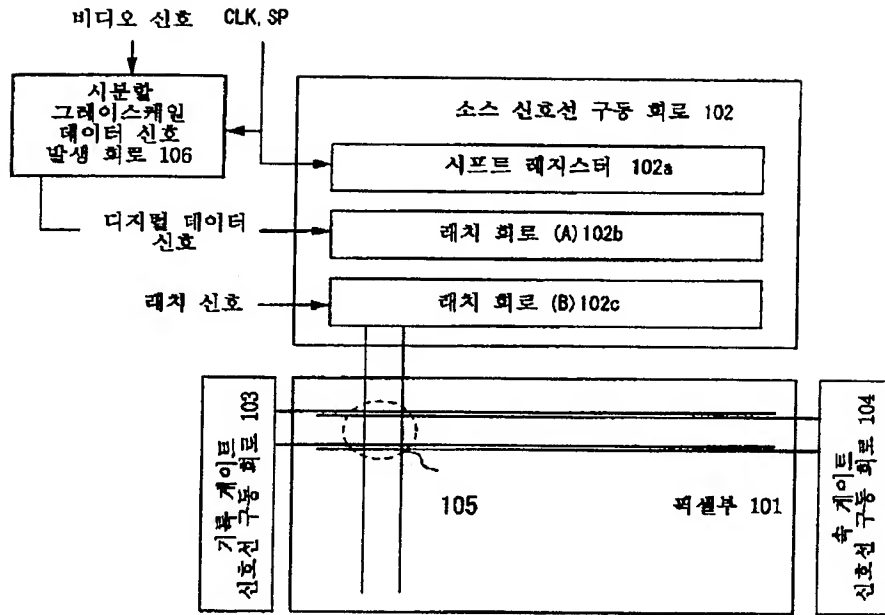 비디오 신호 CLK, SP
시분할
그레이스케일
데이터 신호
발생 회로 106
소스 신호선 구동 회로 102
시프트 레지스터 102a
디지털 데이터
신호
래치 회로 (A)102b
래치 신호
래치 회로 (B)102c
기록 게이트
신호선 구동 회로 103
105
픽셀부 101
속 게이트
신호선 구동 회로 104